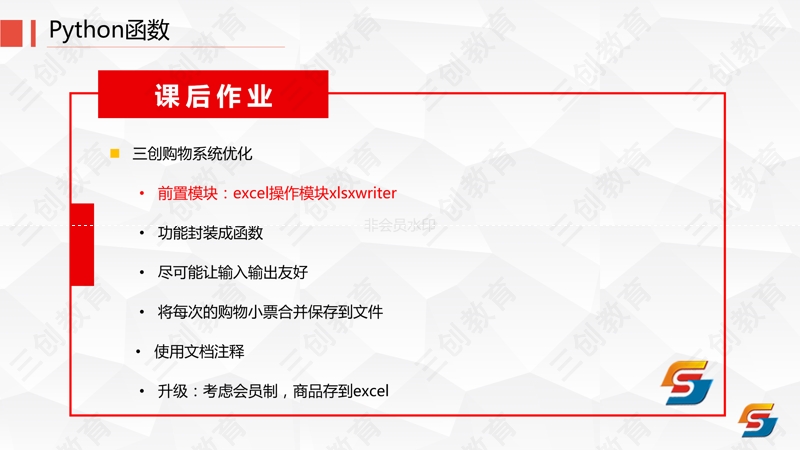 Python函数
课后作业
三创购物系统优化
前置模块：excel操作模块xlsxwriter
功能封装成函数
非会员水印
尽可能让输入输出友好
将每次的购物小票合并保存到文件
使用文档注释
升级：考虑会员制，商品存到excel
三创教育